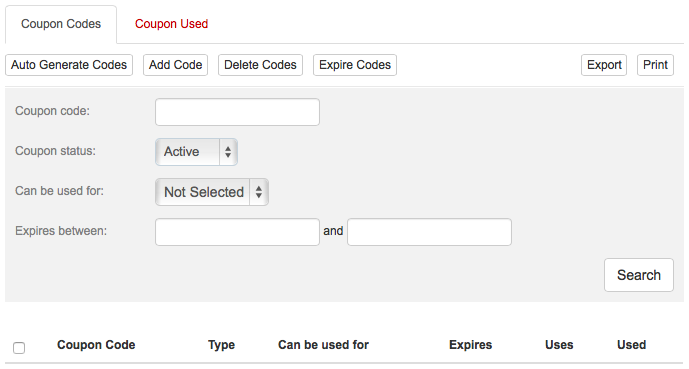 Coupon Codes Coupon Used
Auto Generate Codes Add Code Delete Codes Expire Codes Export Print
Coupon code:
Coupon status: Active
Can be used for: Not Selected
Expires between: and
Search
Coupon Code Type Can be used for Expires Uses Used